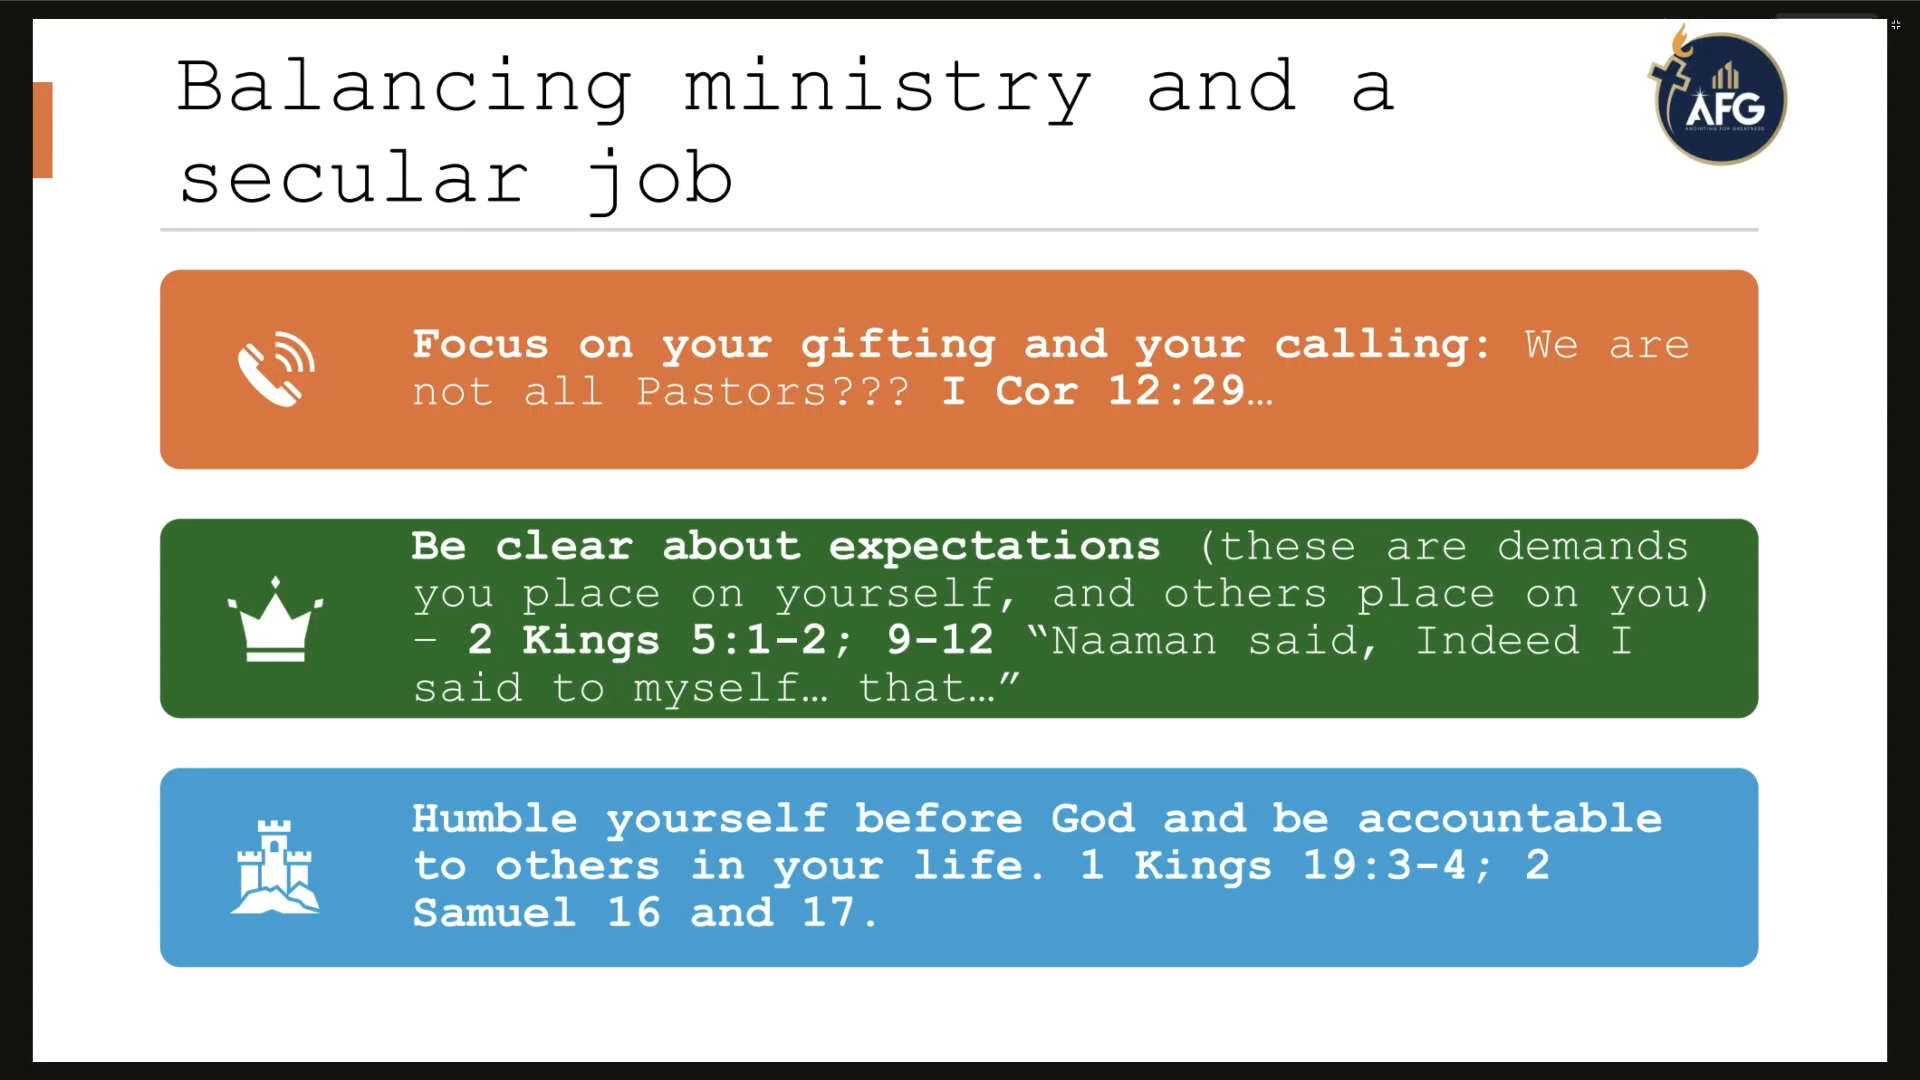 Balancing ministry and a
secular job
AFG
ANOINTING FOR GREATNESS
Focus on your gifting and your calling: We are
not all Pastors??? I Cor 12:29…
Be clear about expectations (these are demands
you place on yourself, and others place on you)
– 2 Kings 5:1-2; 9-12 “Naaman said, Indeed I
said to myself… that…”
Humble yourself before God and be accountable
to others in your life. 1 Kings 19:3-4; 2
Samuel 16 and 17.